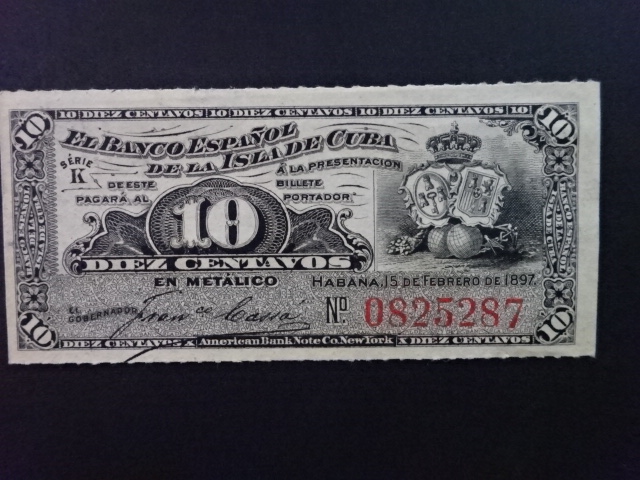 10 DIEZ CENTAVOS 10 DIEZ CENTAVOS 10 DIEZ CENTAVOS 10
10 10
EL BANCO ESPAÑOL
DE LA ISLA DE CUBA
SÉRIE
K
DE ESTE Á LA PRESENTACION BILLETE
PAGARÁ AL 10 PORTADOR
DIEZ CENTAVOS
EN METÁLICO HABANA, 15 DE FEBRERO DE 1897.
EL GOBERNADOR Nº 0825287
10 10
DIEZ CENTAVOS X American Bank Note Co. New York X DIEZ CENTAVOS